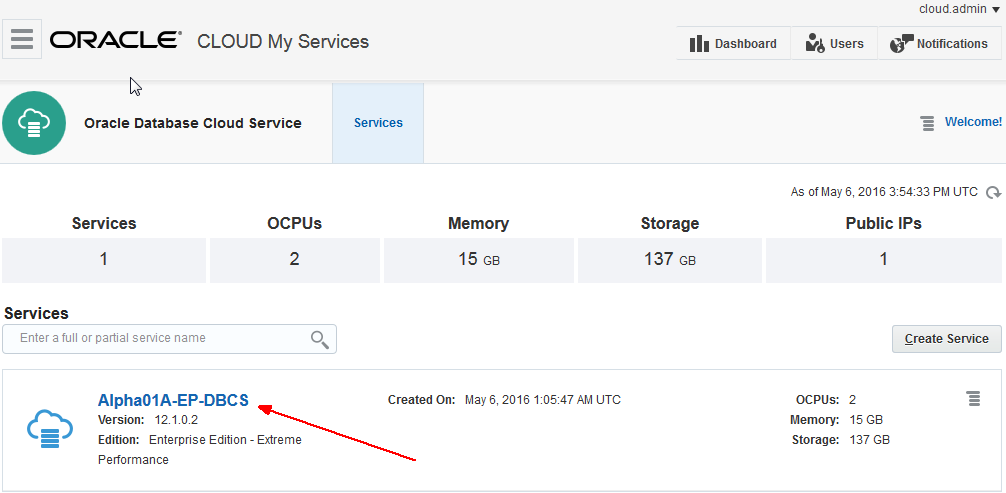 cloud.admin
ORACLE® CLOUD My Services
Dashboard Users Notifications
Oracle Database Cloud Service Services Welcome!
As of May 6, 2016 3:54:33 PM UTC
Services OCPUs Memory Storage Public IPs
1 2 15 GB 137 GB 1
Services
Enter a full or partial service name
Create Service
Alpha01A-EP-DBCS Created On: May 6, 2016 1:05:47 AM UTC OCPUs: 2
Version: 12.1.0.2 Memory: 15 GB
Edition: Enterprise Edition - Extreme Storage: 137 GB
Performance